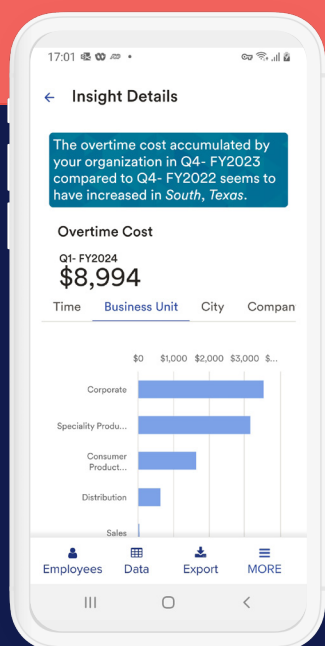 17:01
Insight Details
The overtime cost accumulated by
your organization in Q4- FY2023
compared to Q4- FY2022 seems to
have increased in South, Texas.
Overtime Cost
Q1- FY2024
$8,994
Time Business Unit City Compan
$0 $1,000 $2,000 $3,000 $...
Corporate
Speciality Produ...
Consumer
Product...
Distribution
Sales
Employees Data Export MORE